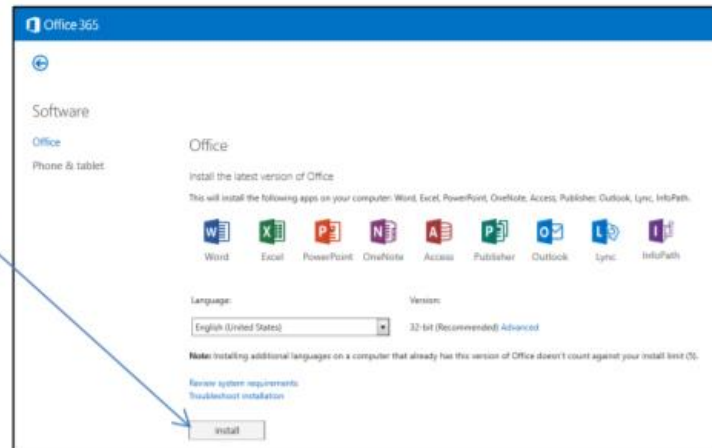 Office 365
Software
Office
Phone & tablet
Office
Install the latest version of Office
This will install the following apps on your computer: Word, Excel, PowerPoint, OneNote, Access, Publisher, Outlook, Lync, InfoPath.
Word Excel PowerPoint OneNote Access Publisher Outlook Lync InfoPath
Language: Version:
English (United States) 32-bit (Recommended) Advanced
Note: Installing additional languages on a computer that already has this version of Office doesn't count against your install limit (5).
Review system requirements
Troubleshoot installation
install